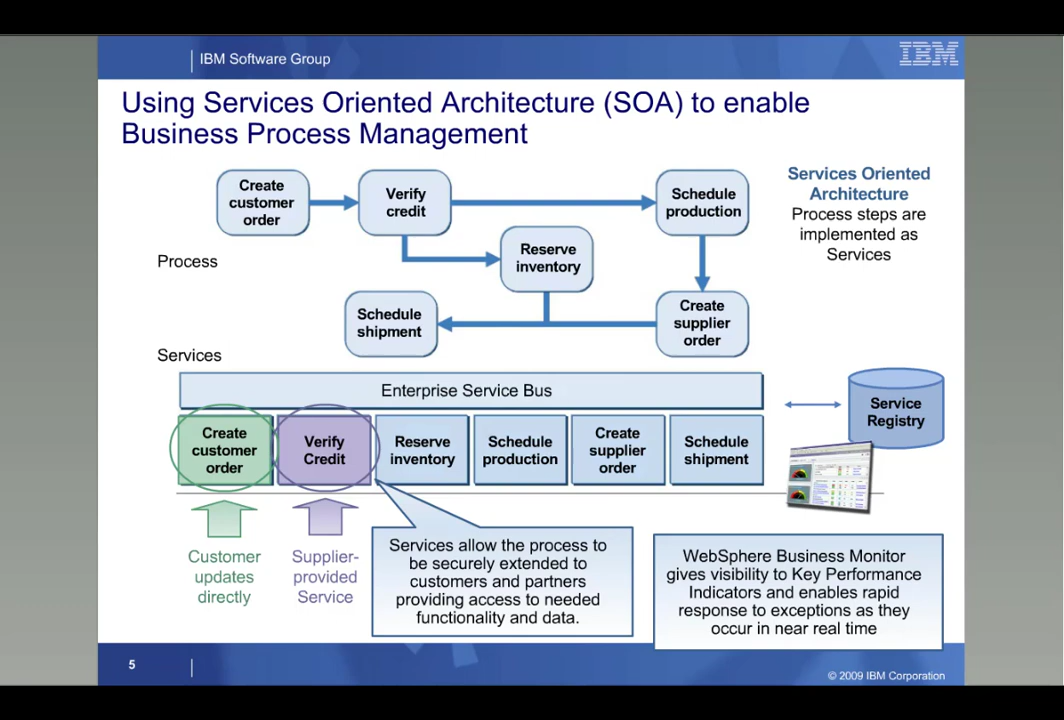 IBM Software Group
IBM
Using Services Oriented Architecture (SOA) to enable
Business Process Management
Create
customer
order
Verify
credit
Schedule
production
Services Oriented
Architecture
Process steps are
implemented as
Services
Reserve
inventory
Process
Schedule
shipment
Create
supplier
order
Services
Enterprise Service Bus
Service
Registry
Create
customer
order
Verify
Credit
Reserve
inventory
Schedule
production
Create
supplier
order
Schedule
shipment
Customer
updates
directly
Supplier-
provided
Service
Services allow the process to
be securely extended to
customers and partners
providing access to needed
functionality and data.
WebSphere Business Monitor
gives visibility to Key Performance
Indicators and enables rapid
response to exceptions as they
occur in near real time
5
© 2009 IBM Corporation